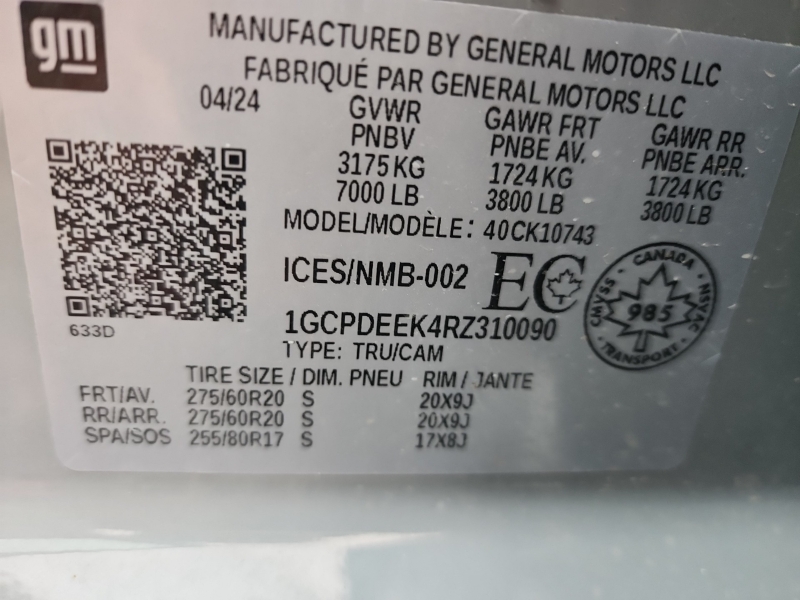 gm
MANUFACTURED BY GENERAL MOTORS LLC
FABRIQUÉ PAR GENERAL MOTORS LLC
04/24
GVWR GAWR FRT GAWR RR
PNBV PNBE AV. PNBE ARR.
3175 KG 1724 KG 1724 KG
7000 LB 3800 LB 3800 LB
MODEL/MODÈLE: 40CK10743
ICES/NMB-002 EC
CANADA
CMVSS - NSVAC
985
TRANSPORT
1GCPDEEK4RZ310090
633D
TYPE: TRU/CAM
TIRE SIZE / DIM. PNEU RIM / JANTE
FRT/AV. 275/60R20 S 20X9J
RR/ARR. 275/60R20 S 20X9J
SPA/SOS 255/80R17 S 17X8J